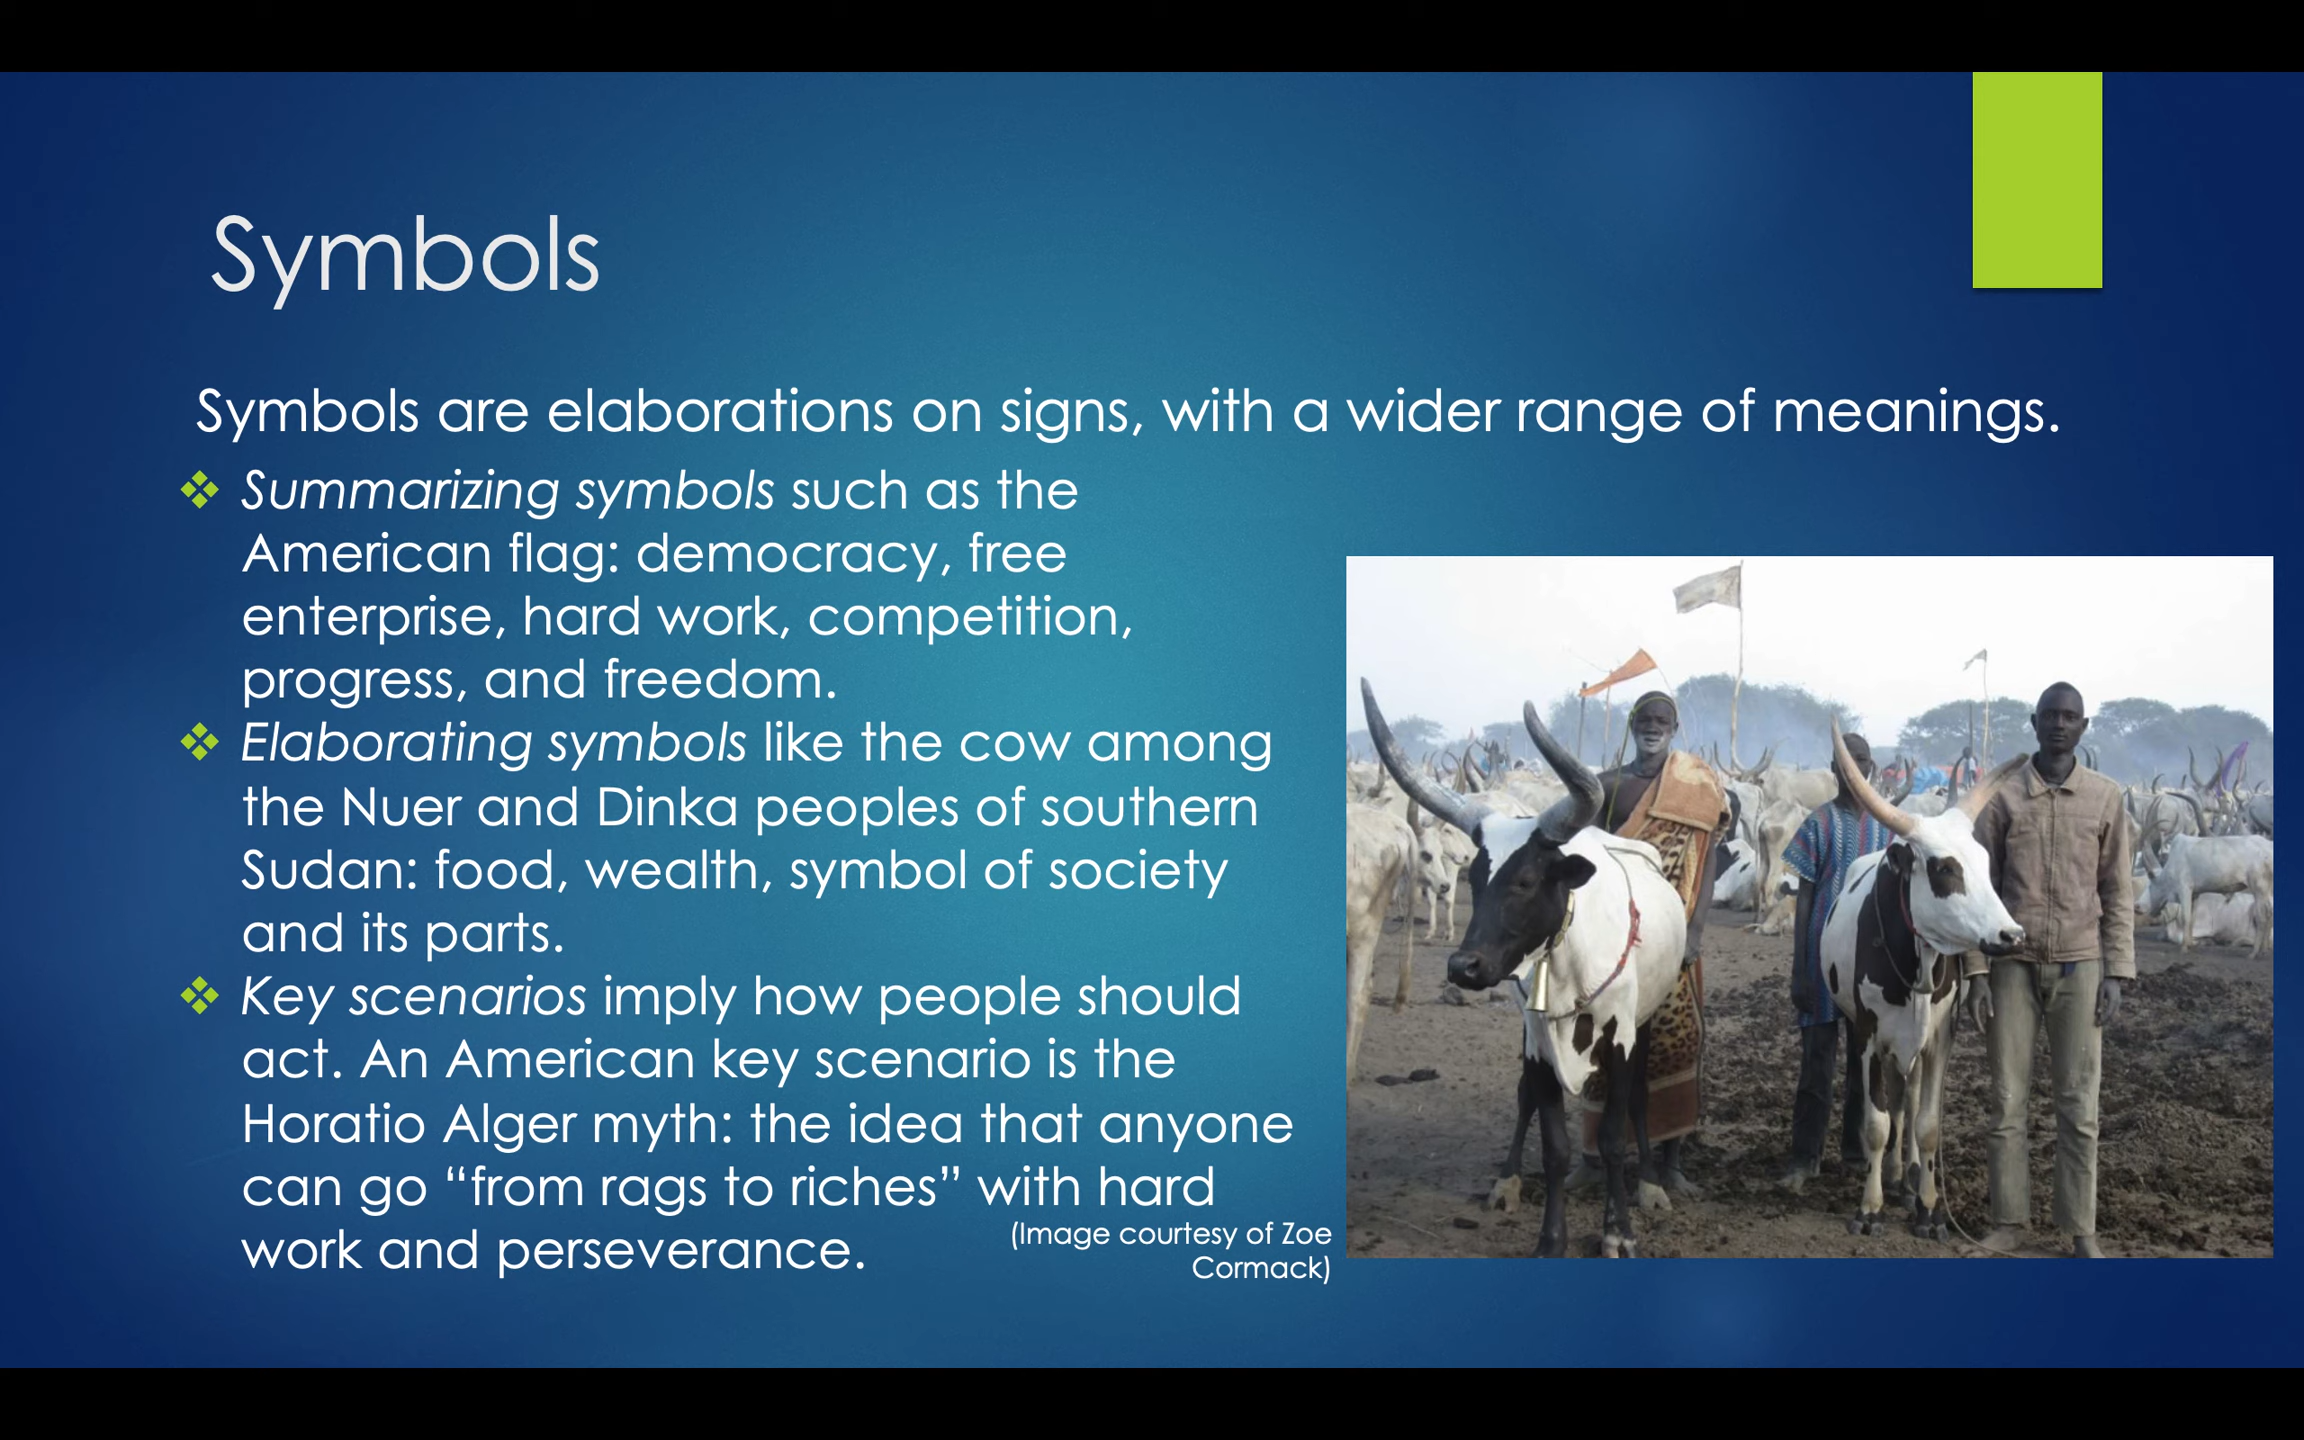 Symbols
Symbols are elaborations on signs, with a wider range of meanings.
Summarizing symbols such as the
American flag: democracy, free
enterprise, hard work, competition,
progress, and freedom.
Elaborating symbols like the cow among
the Nuer and Dinka peoples of southern
Sudan: food, wealth, symbol of society
and its parts.
Key scenarios imply how people should
act. An American key scenario is the
Horatio Alger myth: the idea that anyone
can go “from rags to riches” with hard
work and perseverance.
(Image courtesy of Zoe
Cormack)